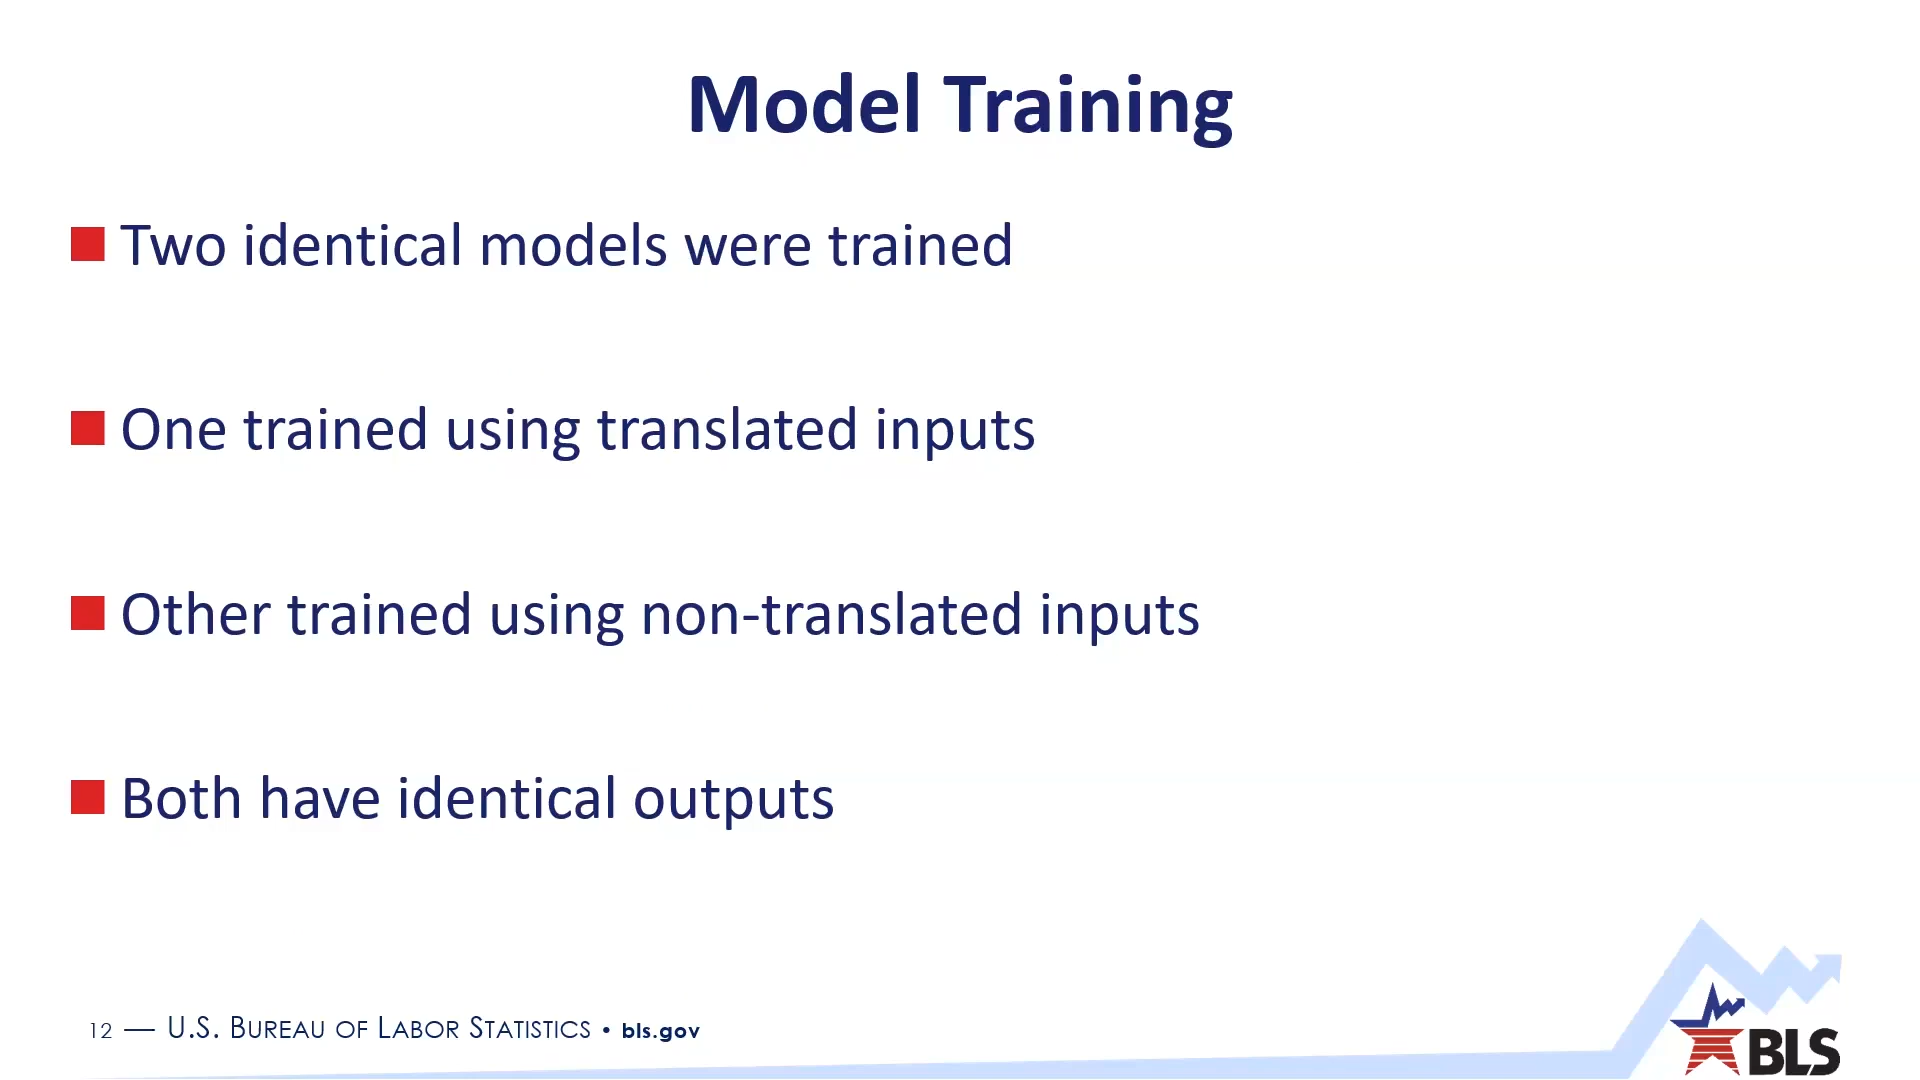 Model Training
Two identical models were trained
One trained using translated inputs
Other trained using non-translated inputs
Both have identical outputs
12 — U.S. BUREAU OF LABOR STATISTICS • bls.gov
BLS